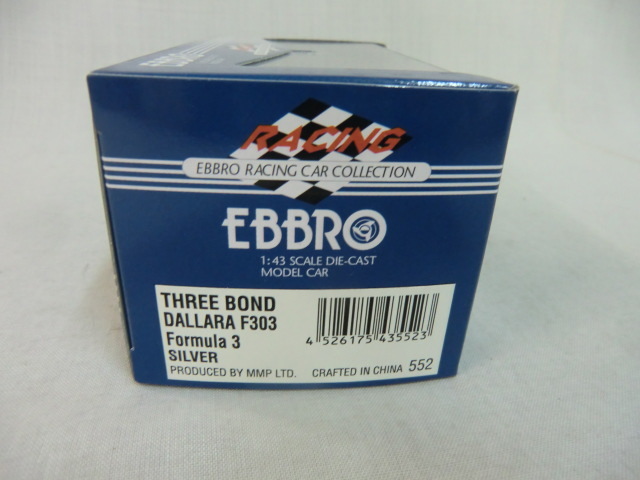 EBBRO
RACING
EBBRO RACING CAR COLLECTION
EBBRO
1:43 SCALE DIE-CAST
MODEL CAR
THREE BOND
DALLARA F303
Formula 3
SILVER
4 526175 435523
PRODUCED BY MMP LTD. CRAFTED IN CHINA 552